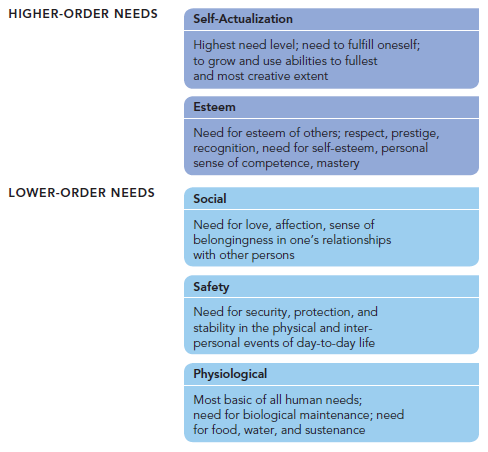 HIGHER-ORDER NEEDS
Self-Actualization
Highest need level; need to fulfill oneself;
to grow and use abilities to fullest
and most creative extent
Esteem
Need for esteem of others; respect, prestige,
recognition, need for self-esteem, personal
sense of competence, mastery
LOWER-ORDER NEEDS
Social
Need for love, affection, sense of
belongingness in one's relationships
with other persons
Safety
Need for security, protection, and
stability in the physical and inter-
personal events of day-to-day life
Physiological
Most basic of all human needs;
need for biological maintenance; need
for food, water, and sustenance